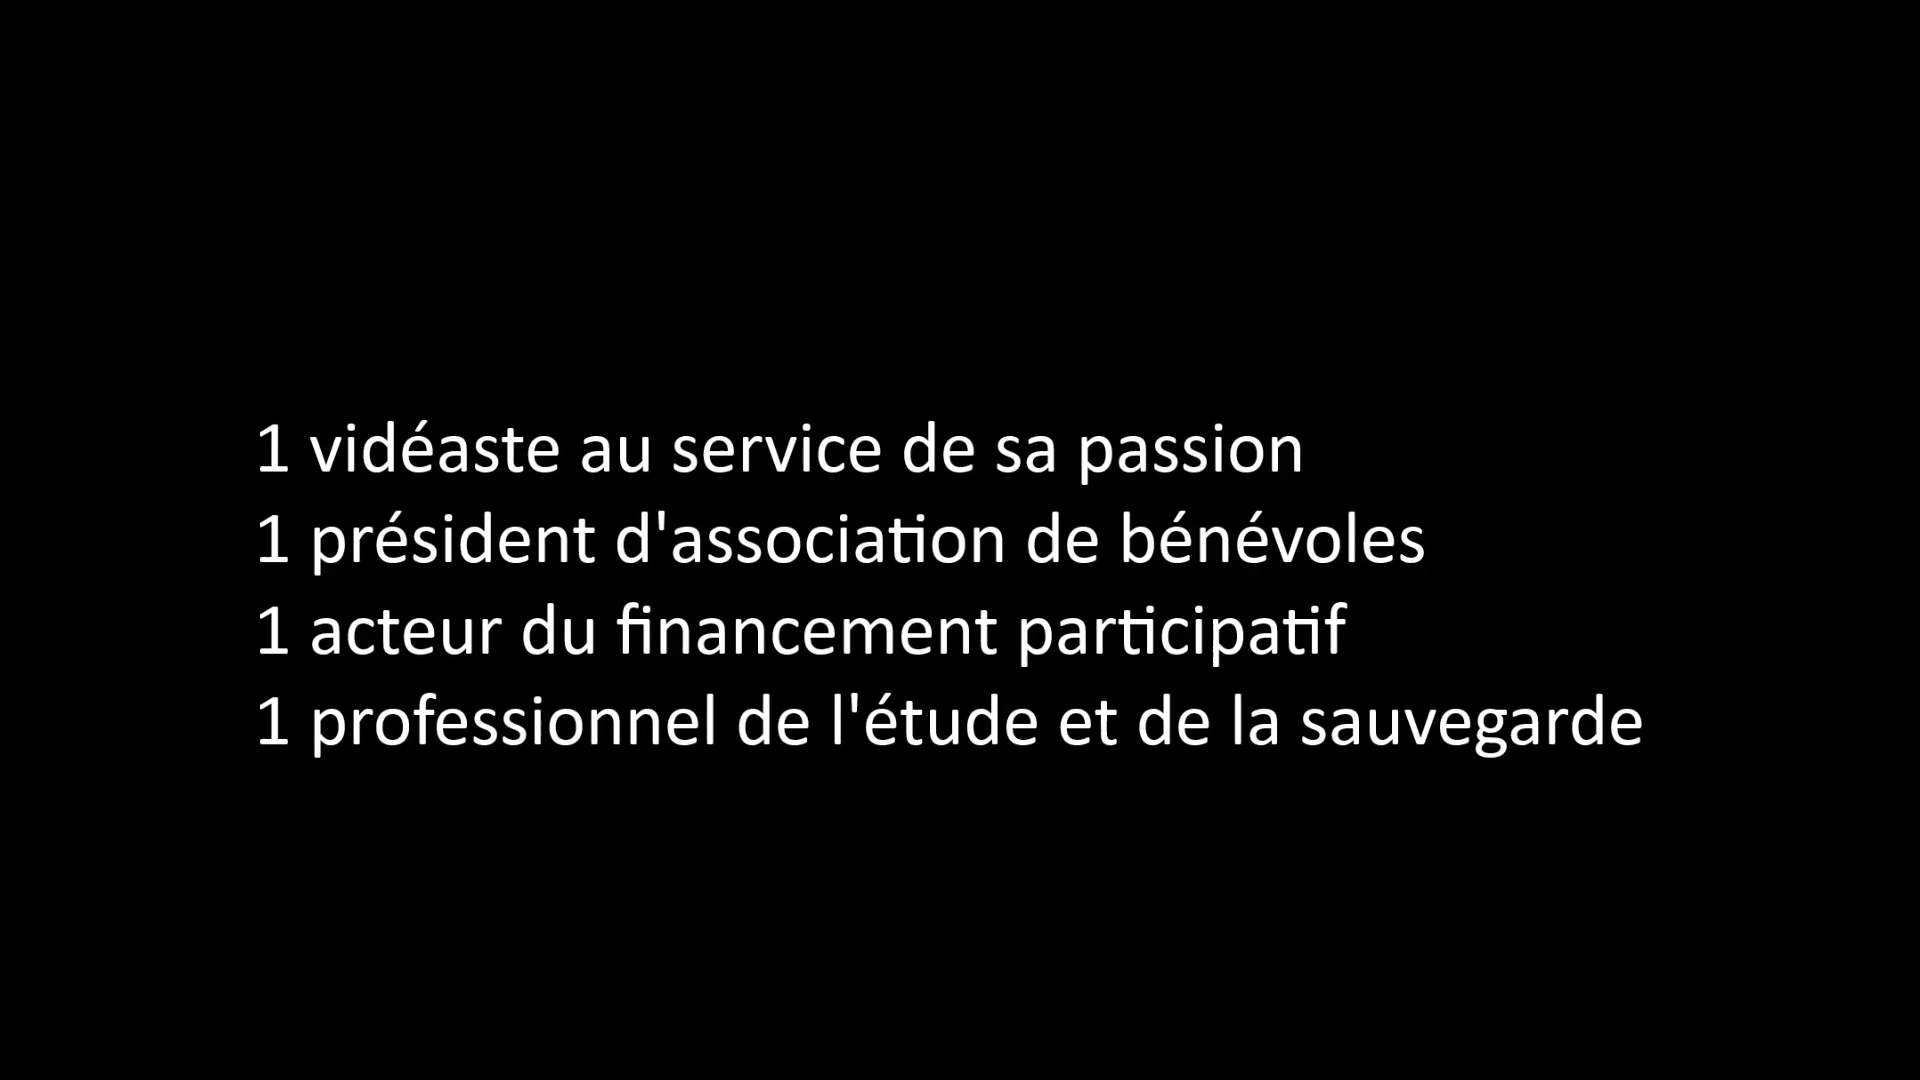 1 vidéaste au service de sa passion
1 président d'association de bénévoles
1 acteur du financement participatif
1 professionnel de l'étude et de la sauvegarde